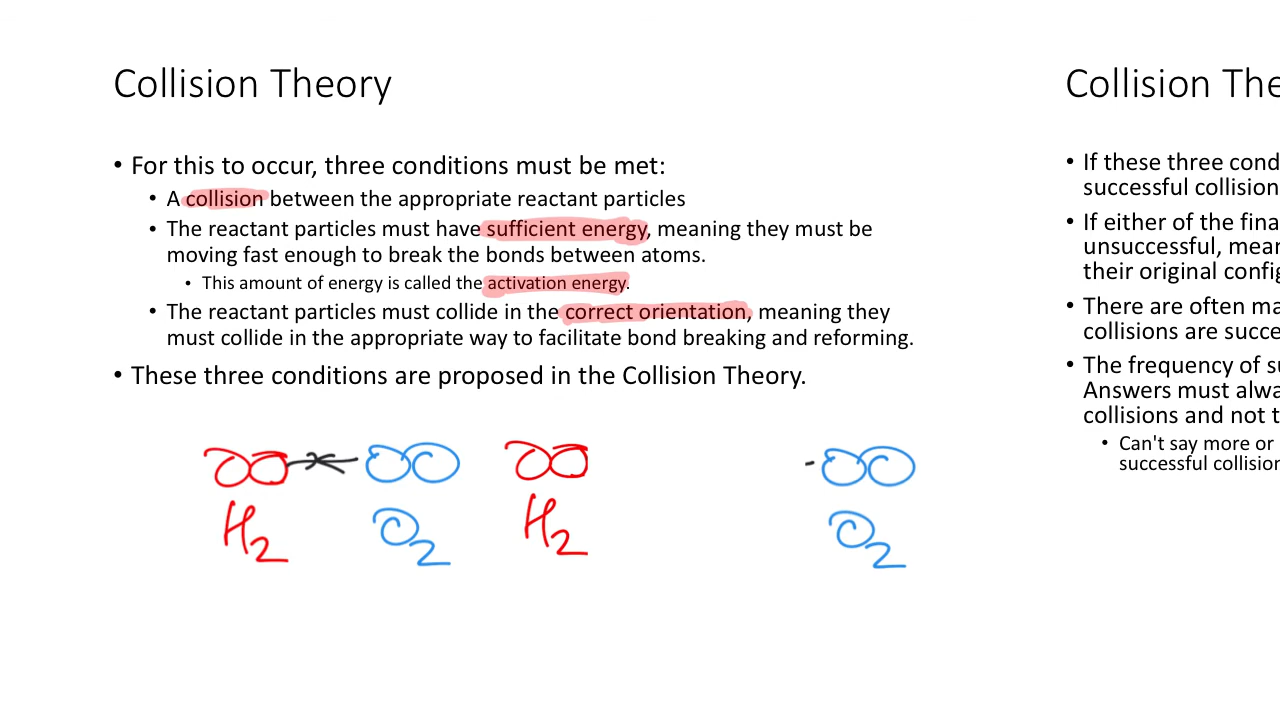 Collision Theory
• For this to occur, three conditions must be met:
• A collision between the appropriate reactant particles
• The reactant particles must have sufficient energy, meaning they must be
moving fast enough to break the bonds between atoms.
• This amount of energy is called the activation energy.
• The reactant particles must collide in the correct orientation, meaning they
must collide in the appropriate way to facilitate bond breaking and reforming.
• These three conditions are proposed in the Collision Theory.
H2 O2 H2 O2
Collision The
• If these three cond
successful collision
• If either of the fina
unsuccessful, mean
their original config
• There are often ma
collisions are succe
• The frequency of su
Answers must alwa
collisions and not t
• Can't say more or
successful collision